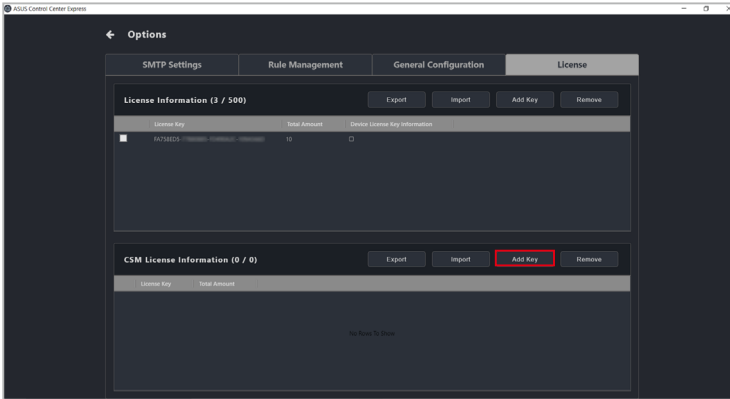 ASUS Control Center Express
Options
SMTP Settings Rule Management General Configuration License
License Information (3 / 500) Export Import Add Key Remove
License Key Total Amount Device License Key Information
FA758ED5 10
CSM License Information (0 / 0) Export Import Add Key Remove
License Key Total Amount
No Rows To Show